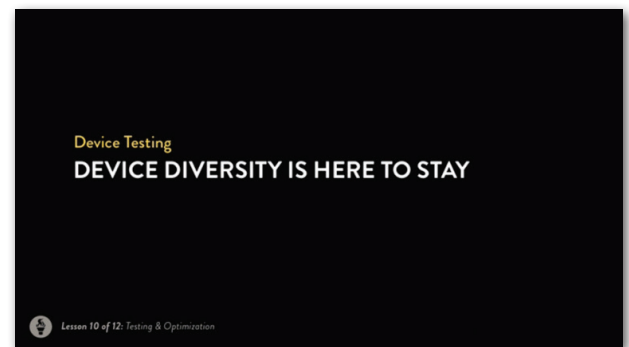 Device Testing
DEVICE DIVERSITY IS HERE TO STAY
Lesson 10 of 12: Testing & Optimization